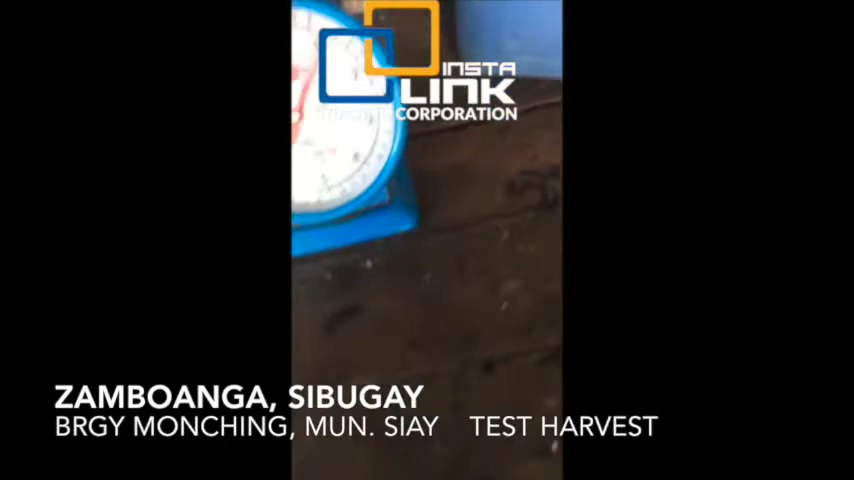 INSTA
LINK
CORPORATION
ZAMBOANGA, SIBUGAY
BRGY MONCHING, MUN. SIAY TEST HARVEST